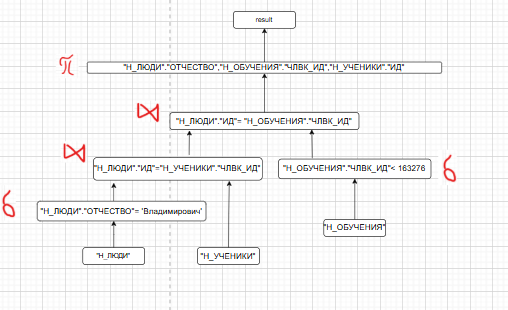 result
π
"Н_ЛЮДИ"."ОТЧЕСТВО","Н_ОБУЧЕНИЯ"."ЧЛВК_ИД","Н_УЧЕНИКИ"."ИД"
⋈
"Н_ЛЮДИ"."ИД"= "Н_ОБУЧЕНИЯ"."ЧЛВК_ИД"
⋈
"Н_ЛЮДИ"."ИД"="Н_УЧЕНИКИ"."ЧЛВК_ИД"
"Н_ОБУЧЕНИЯ"."ЧЛВК_ИД"< 163276
б
б
"Н_ЛЮДИ"."ОТЧЕСТВО"= 'Владимирович'
"Н_ОБУЧЕНИЯ"
"Н_ЛЮДИ"
"Н_УЧЕНИКИ"